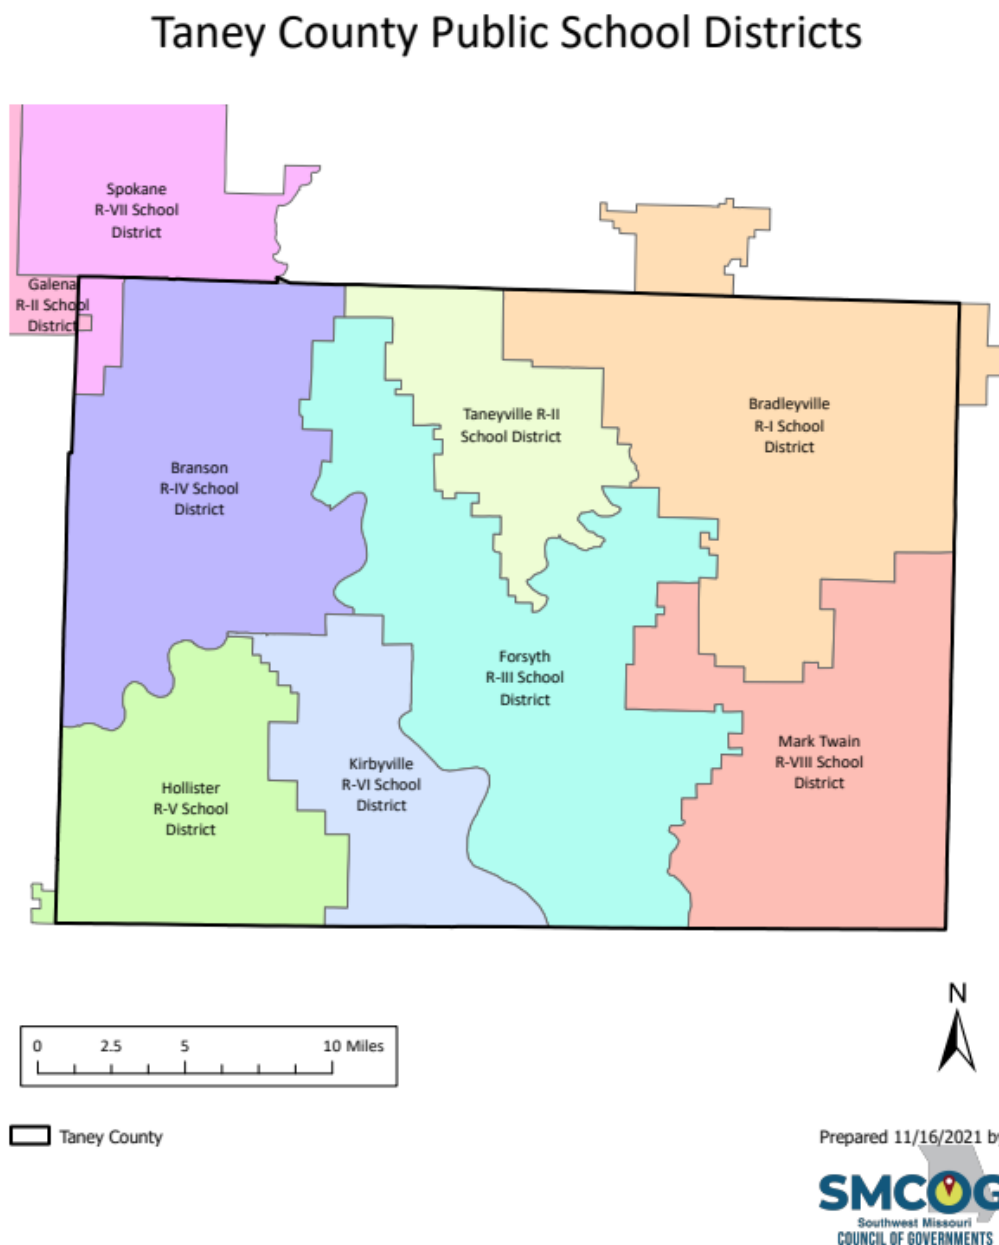 Taney County Public School Districts
Spokane
R-VII School
District
Galena
R-II School
District
Taneyville R-II
School District
Bradleyville
R-I School
District
Branson
R-IV School
District
Forsyth
R-III School
District
Mark Twain
R-VIII School
District
Kirbyville
R-VI School
District
Hollister
R-V School
District
N
0 2.5 5 10 Miles
Taney County
Prepared 11/16/2021 by
SMCOG
Southwest Missouri
COUNCIL OF GOVERNMENTS